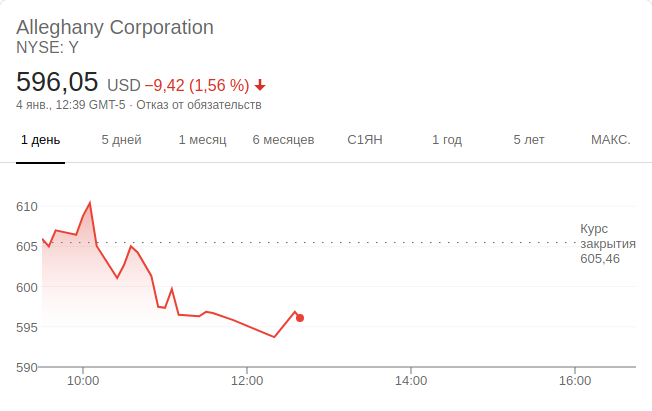 Alleghany Corporation
NYSE: Y
596,05 USD −9,42 (1,56 %)
4 янв., 12:39 GMT-5 · Отказ от обязательств
1 день 5 дней 1 месяц 6 месяцев С1ЯН 1 год 5 лет МАКС.
610
Курс
605 закрытия
605,46
600
595
590
10:00 12:00 14:00 16:00